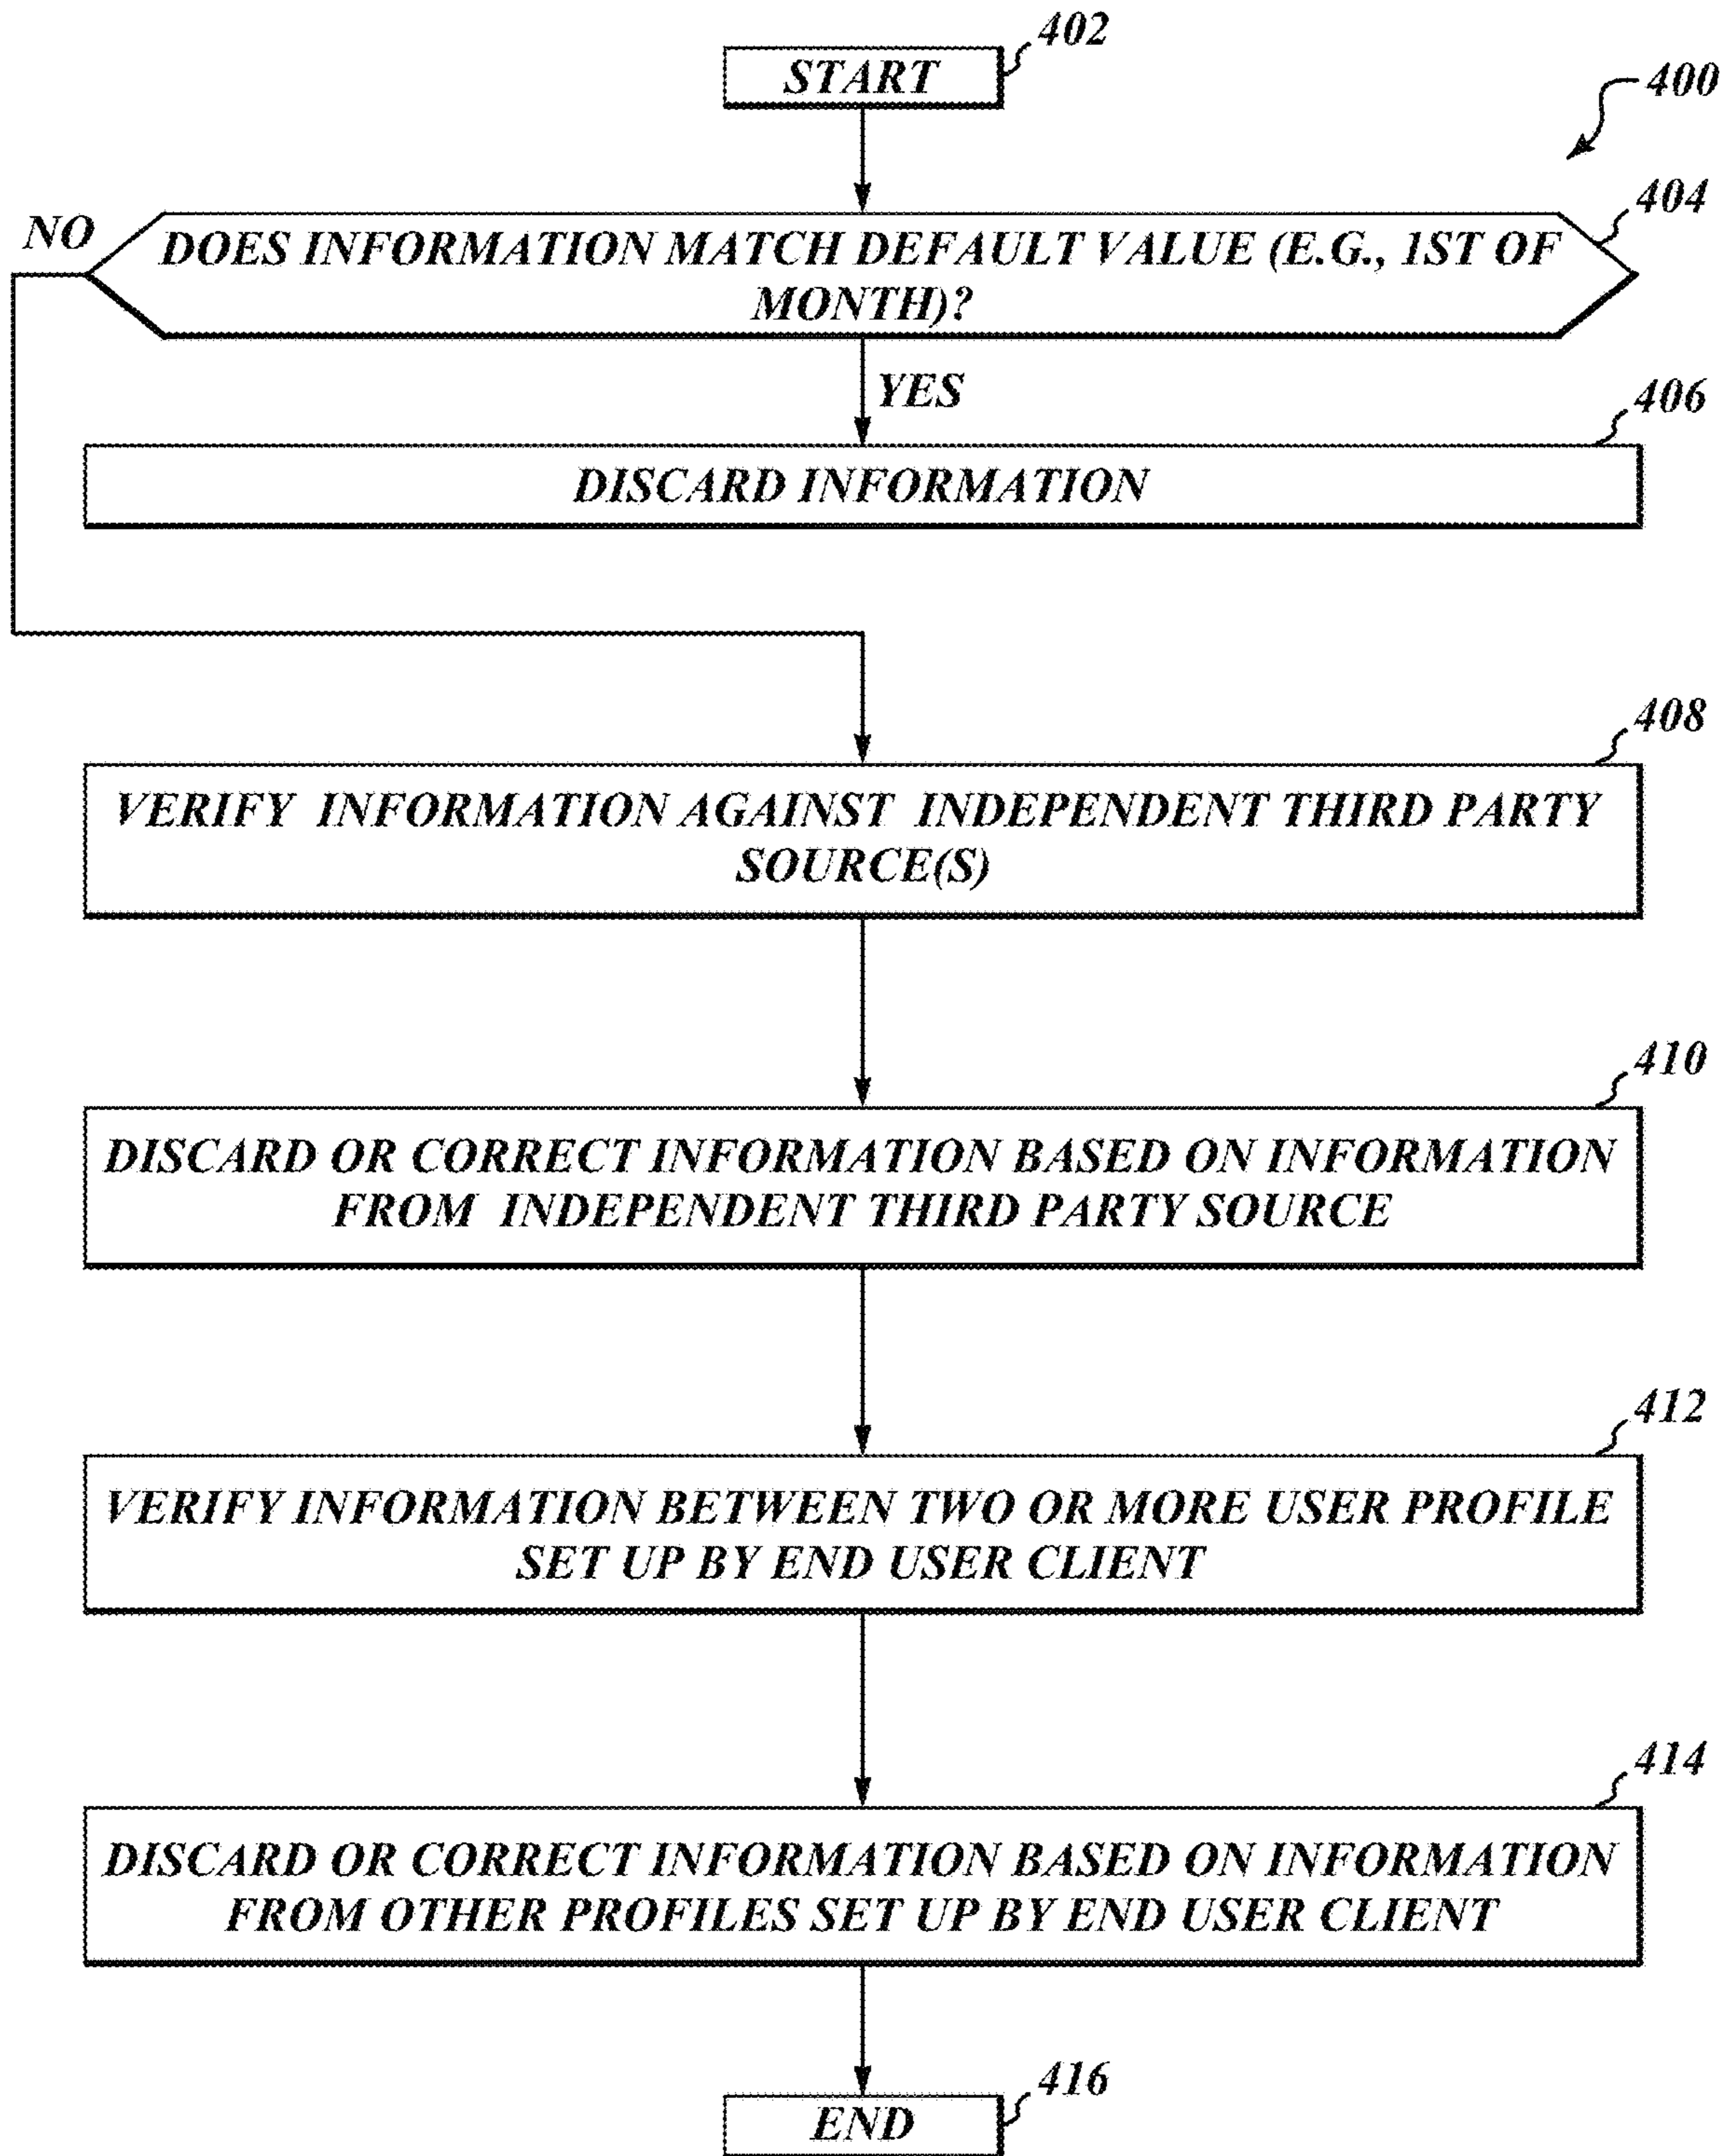 402
START
400
404
NO
DOES INFORMATION MATCH DEFAULT VALUE (E.G., 1ST OF
MONTH)?
YES
406
DISCARD INFORMATION
408
VERIFY INFORMATION AGAINST INDEPENDENT THIRD PARTY
SOURCE(S)
410
DISCARD OR CORRECT INFORMATION BASED ON INFORMATION
FROM INDEPENDENT THIRD PARTY SOURCE
412
VERIFY INFORMATION BETWEEN TWO OR MORE USER PROFILE
SET UP BY END USER CLIENT
414
DISCARD OR CORRECT INFORMATION BASED ON INFORMATION
FROM OTHER PROFILES SET UP BY END USER CLIENT
416
END